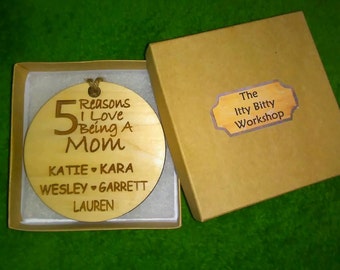 5 Reasons
I Love
Being A
Mom
KATIE ♥ KARA
WESLEY ♥ GARRETT
LAUREN
The
Itty Bitty
Workshop